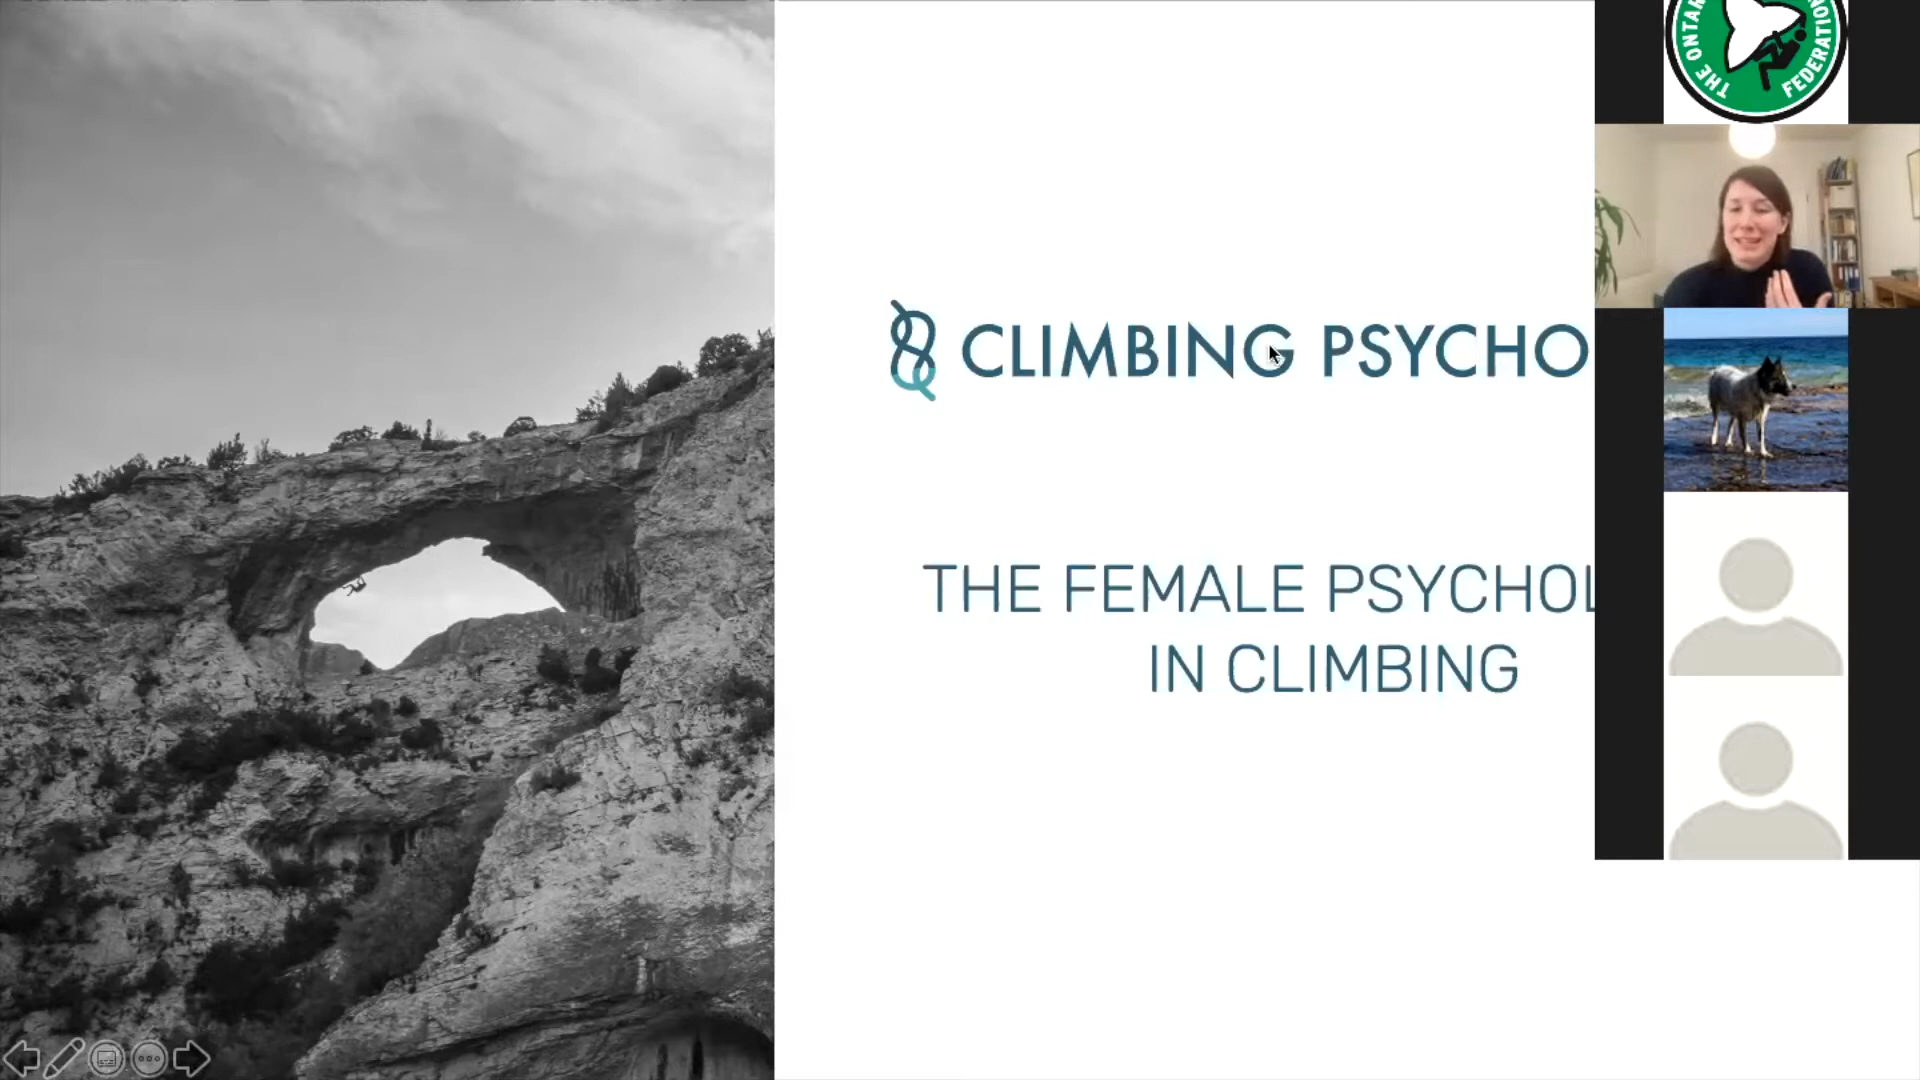 CLIMBING PSYCHO
THE FEMALE PSYCHOL
IN CLIMBING
THE ONTAR
FEDERATION